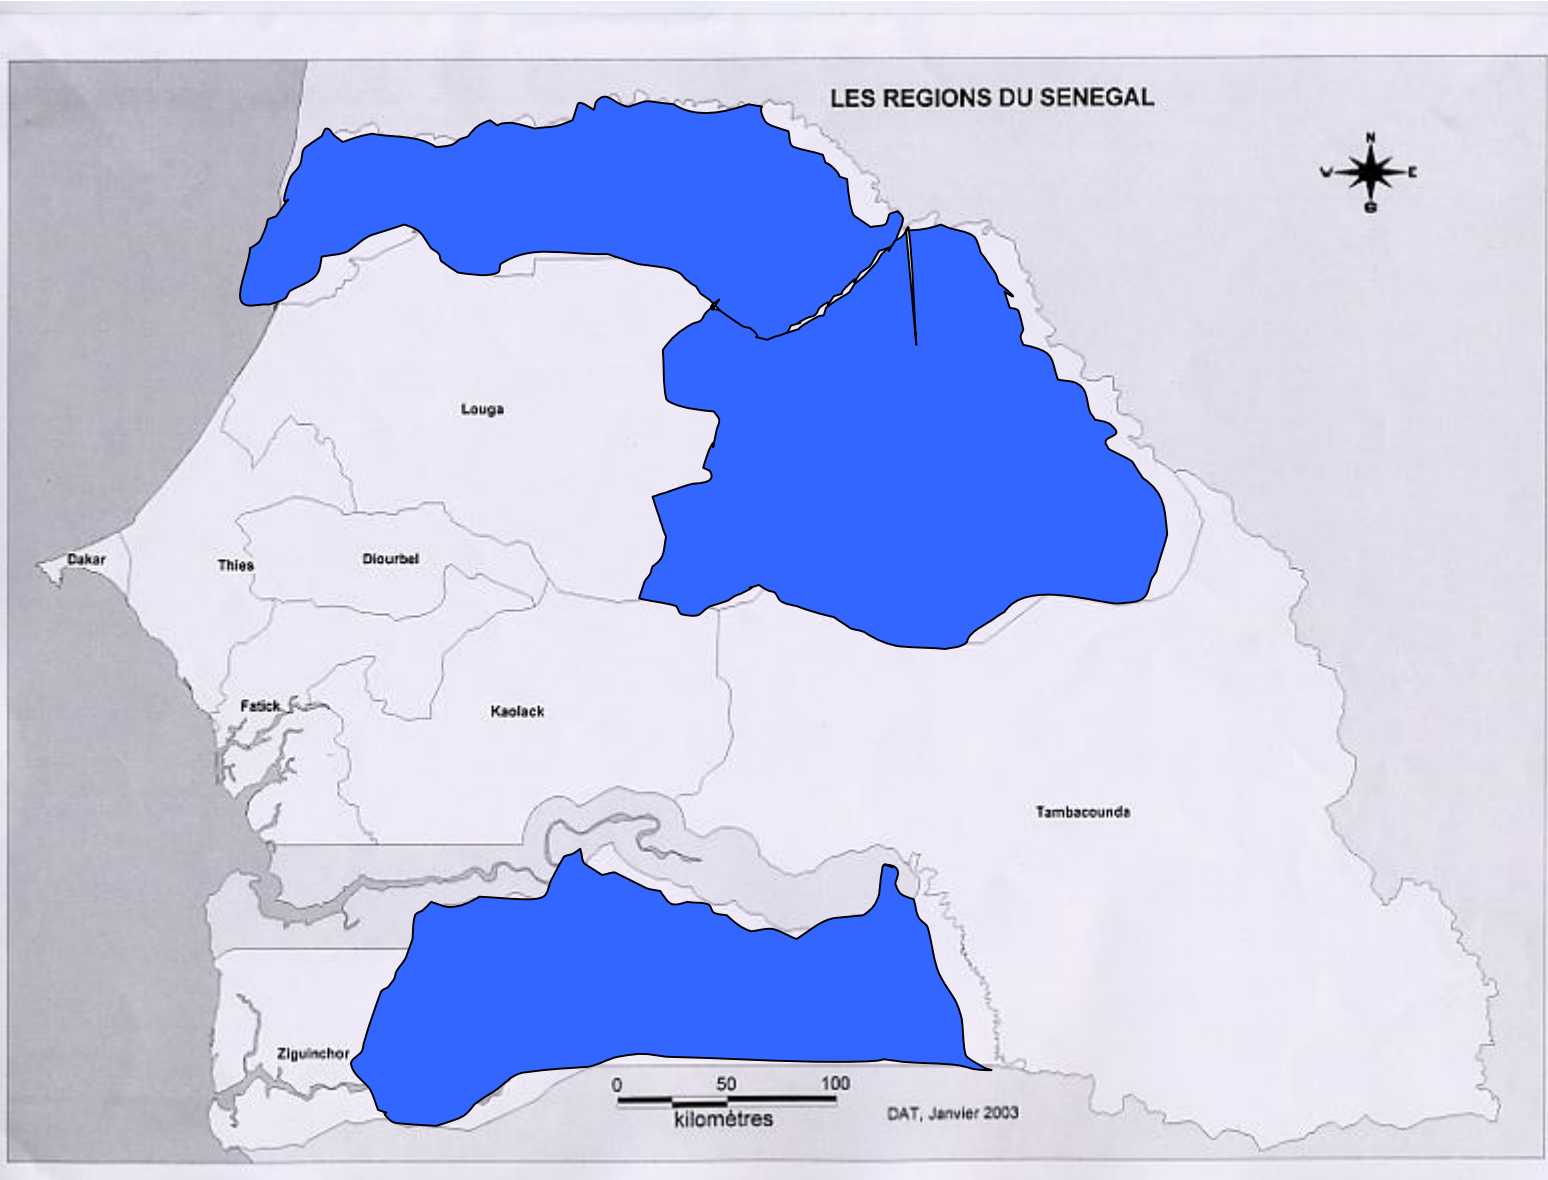 LES REGIONS DU SENEGAL
N
W E
S
Louga
Dakar
Thies
Diourbel
Fatick
Kaolack
Tambacounda
Ziguinchor
0 50 100
kilomètres
DAT, Janvier 2003